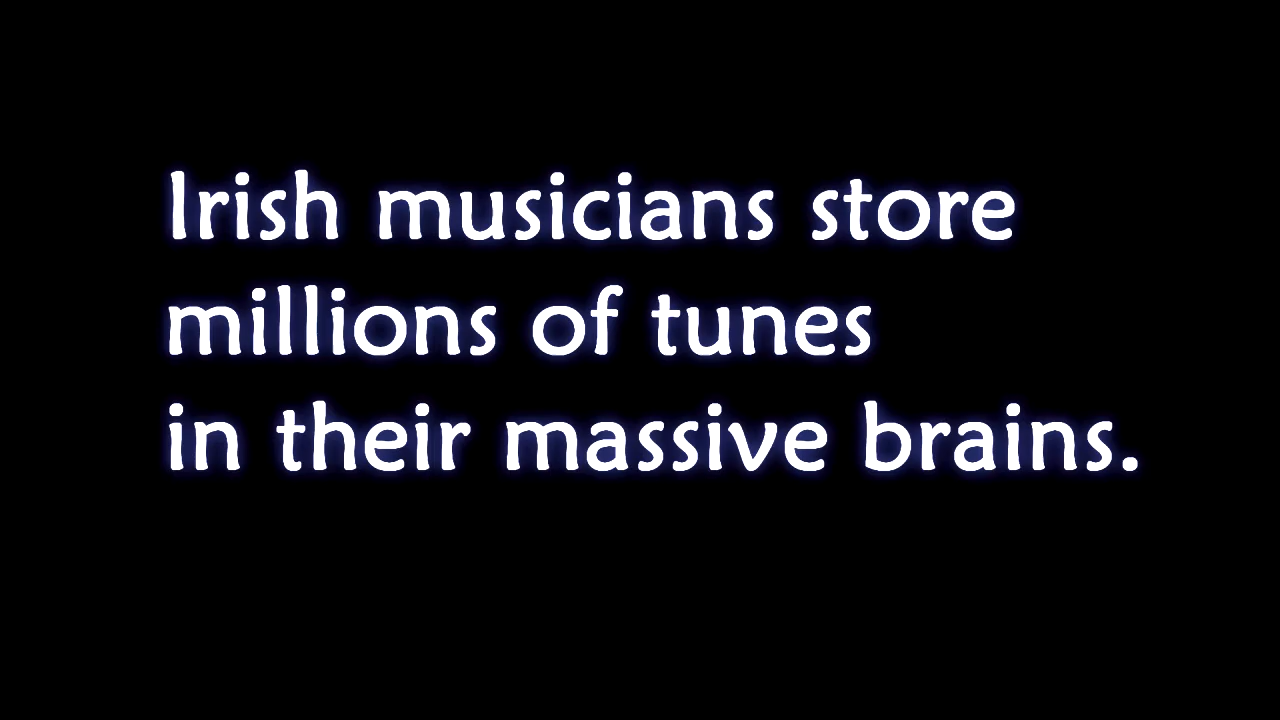 Irish musicians store
millions of tunes
in their massive brains.